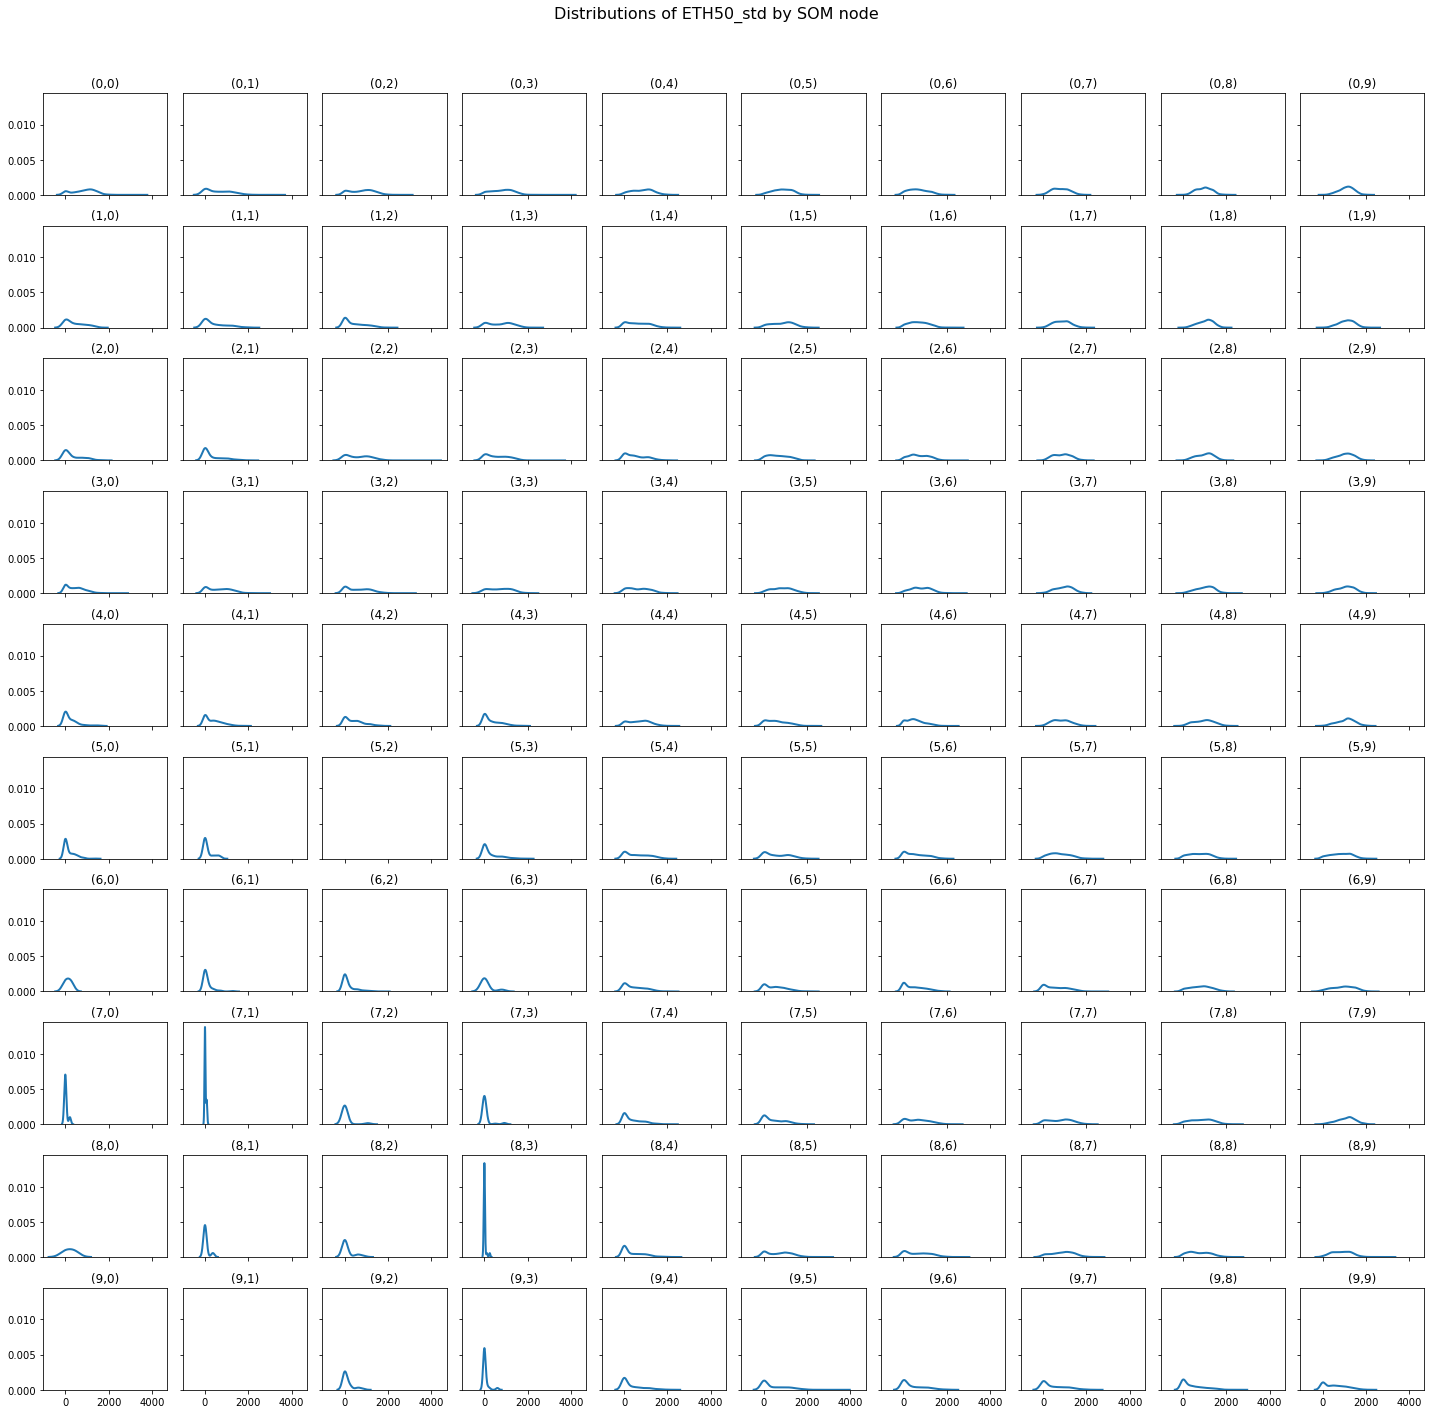 Distributions of ETH50_std by SOM node
(0,0) (0,1) (0,2) (0,3) (0,4) (0,5) (0,6) (0,7) (0,8) (0,9)
0.010
0.005
0.000
(1,0) (1,1) (1,2) (1,3) (1,4) (1,5) (1,6) (1,7) (1,8) (1,9)
0.010
0.005
0.000
(2,0) (2,1) (2,2) (2,3) (2,4) (2,5) (2,6) (2,7) (2,8) (2,9)
0.010
0.005
0.000
(3,0) (3,1) (3,2) (3,3) (3,4) (3,5) (3,6) (3,7) (3,8) (3,9)
0.010
0.005
0.000
(4,0) (4,1) (4,2) (4,3) (4,4) (4,5) (4,6) (4,7) (4,8) (4,9)
0.010
0.005
0.000
(5,0) (5,1) (5,2) (5,3) (5,4) (5,5) (5,6) (5,7) (5,8) (5,9)
0.010
0.005
0.000
(6,0) (6,1) (6,2) (6,3) (6,4) (6,5) (6,6) (6,7) (6,8) (6,9)
0.010
0.005
0.000
(7,0) (7,1) (7,2) (7,3) (7,4) (7,5) (7,6) (7,7) (7,8) (7,9)
0.010
0.005
0.000
(8,0) (8,1) (8,2) (8,3) (8,4) (8,5) (8,6) (8,7) (8,8) (8,9)
0.010
0.005
0.000
(9,0) (9,1) (9,2) (9,3) (9,4) (9,5) (9,6) (9,7) (9,8) (9,9)
0.010
0.005
0.000
0 2000 4000 0 2000 4000 0 2000 4000 0 2000 4000 0 2000 4000 0 2000 4000 0 2000 4000 0 2000 4000 0 2000 4000 0 2000 4000